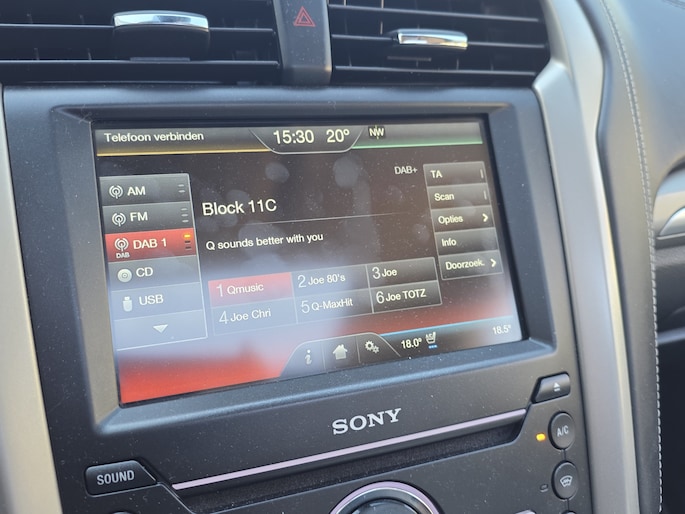 Telefoon verbinden
15:30 20° NW
AM
FM
DAB 1
DAB
CD
USB
DAB+
Block 11C
Q sounds better with you
1 Qmusic
2 Joe 80's
3 Joe
4 Joe Chri
5 Q-MaxHit
6 Joe TOTZ
TA
Scan
Opties
Info
Doorzoek.
i
18.0°
18.5°
SONY
SOUND
A/C